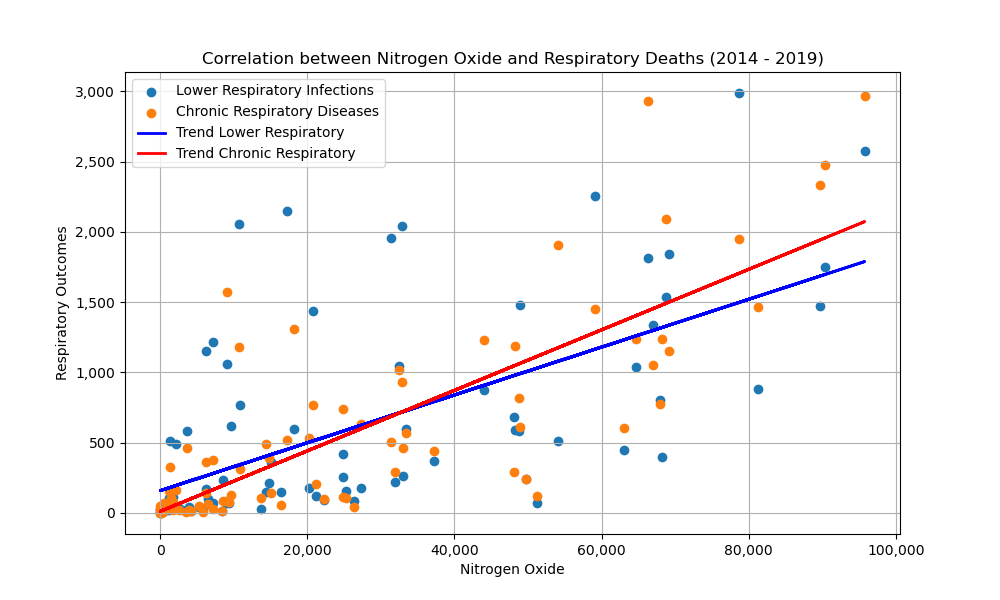 Correlation between Nitrogen Oxide and Respiratory Deaths (2014 - 2019)
Lower Respiratory Infections
Chronic Respiratory Diseases
Trend Lower Respiratory
Trend Chronic Respiratory
Respiratory Outcomes
3,000
2,500
2,000
1,500
1,000
500
0
0 20,000 40,000 60,000 80,000 100,000
Nitrogen Oxide